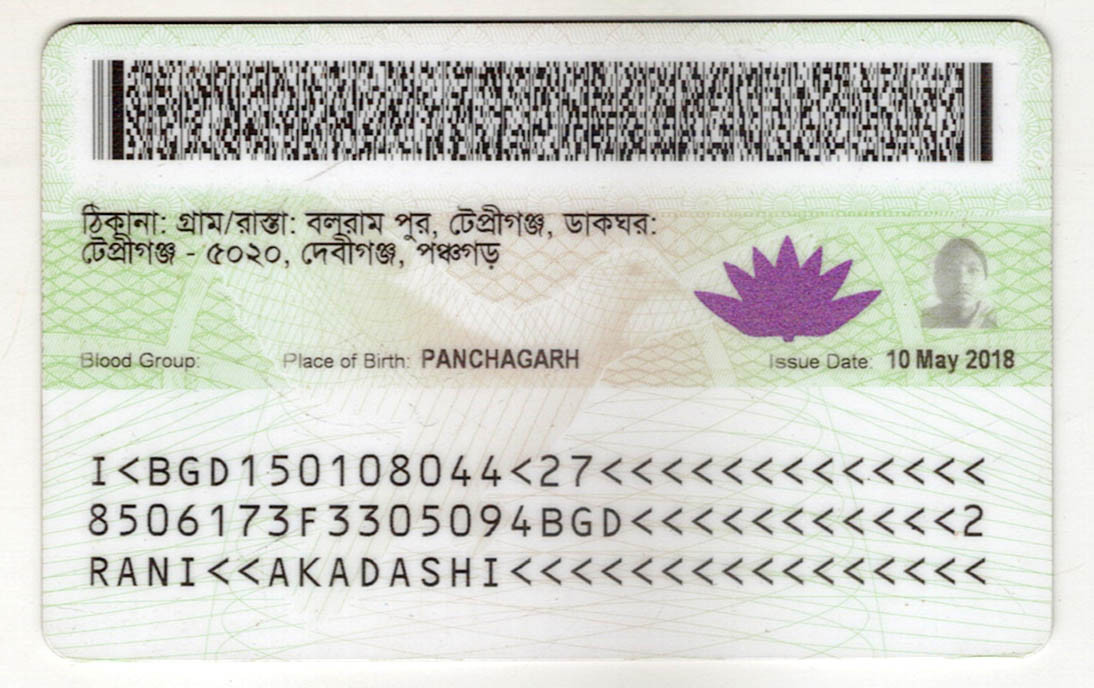 ঠিকানা: গ্রাম/রাস্তা: বলরাম পুর, টেপ্রীগঞ্জ, ডাকঘর:
টেপ্রীগঞ্জ - ৫০২০, দেবীগঞ্জ, পঞ্চগড়
Blood Group: Place of Birth: PANCHAGARH Issue Date: 10 May 2018
I<BGD150108044<27<<<<<<<<<<<<<
8506173F3305094BGD<<<<<<<<<<<2
RANI<<AKADASHI<<<<<<<<<<<<<<<<